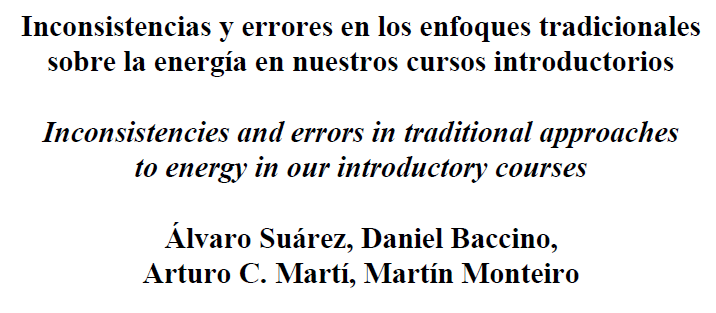 Inconsistencias y errores en los enfoques tradicionales
sobre la energía en nuestros cursos introductorios
Inconsistencies and errors in traditional approaches
to energy in our introductory courses
Álvaro Suárez, Daniel Baccino,
Arturo C. Martí, Martín Monteiro